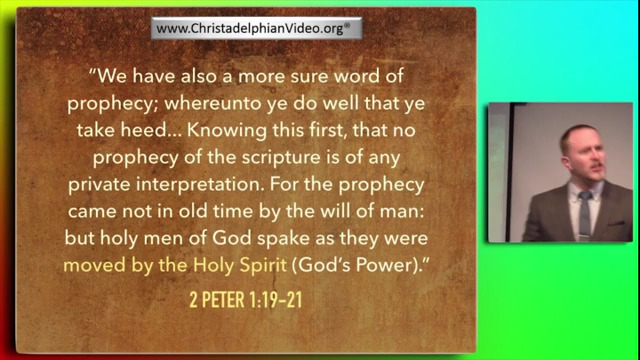 www.ChristadelphianVideo.org®
“We have also a more sure word of
prophecy; whereunto ye do well that ye
take heed... Knowing this first, that no
prophecy of the scripture is of any
private interpretation. For the prophecy
came not in old time by the will of man:
but holy men of God spake as they were
moved by the Holy Spirit (God’s Power).”
2 PETER 1:19–21